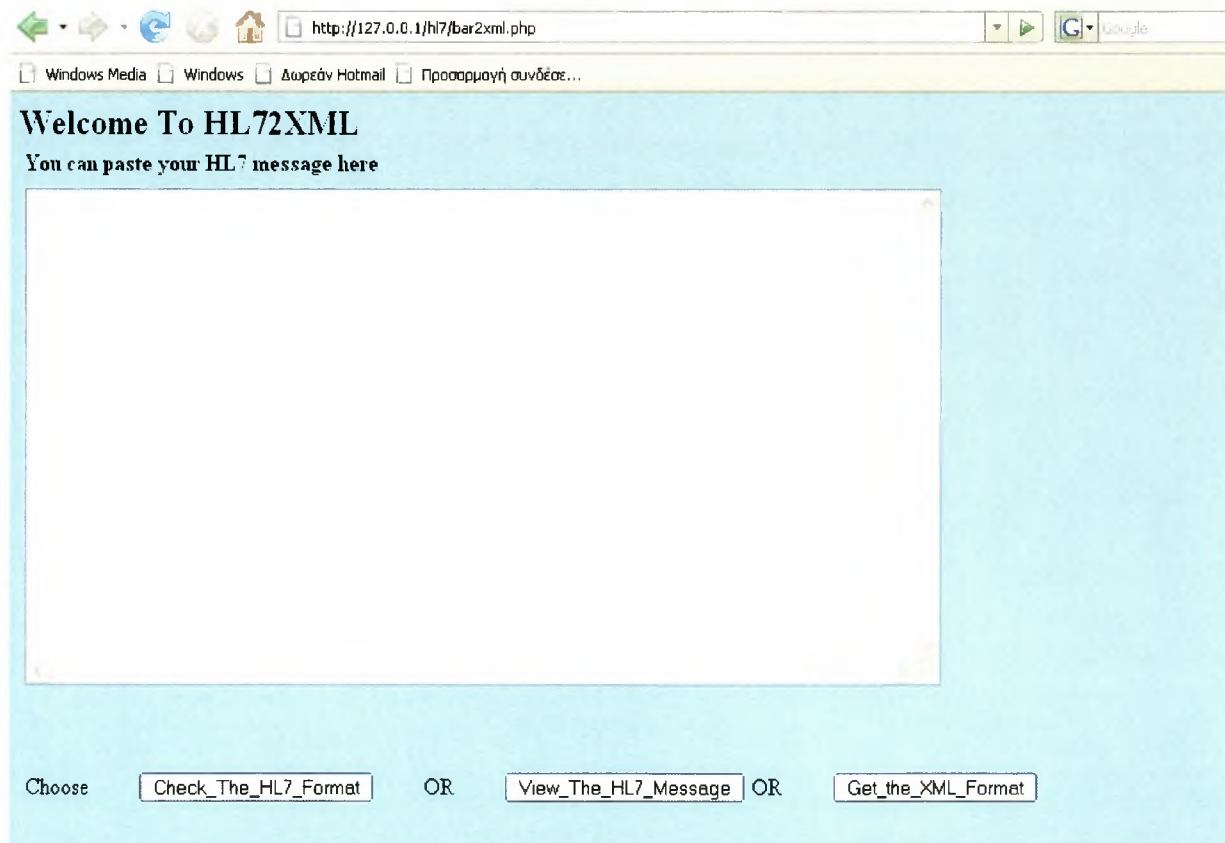 http://127.0.0.1/hl7/bar2xml.php G Google
Windows Media Windows Δωρεάν Hotmail Προσαρμογή συνδέσε...
Welcome To HL72XML
You can paste your HL7 message here
Choose Check_The_HL7_Format OR View_The_HL7_Message OR Get_the_XML_Format